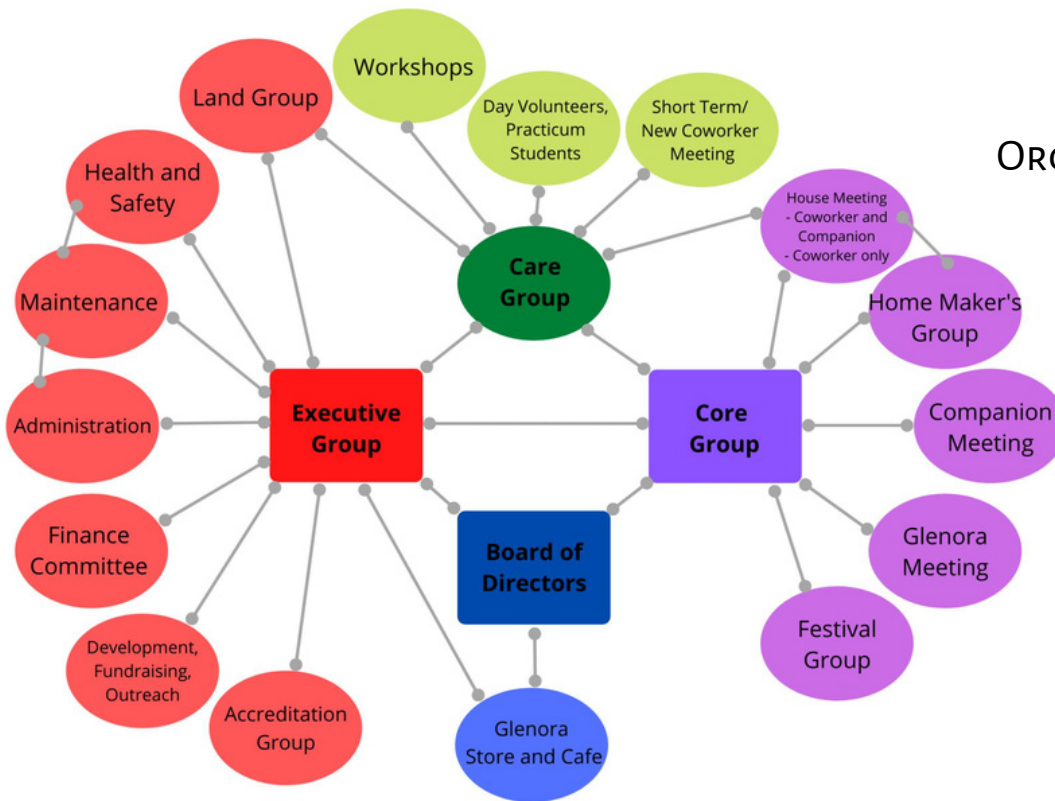 Workshops
Land Group
Day Volunteers,
Practicum
Students
Short Term/
New Coworker
Meeting
Health and
Safety
House Meeting
- Coworker and
Companion
- Coworker only
Care
Group
Maintenance
Home Maker's
Group
Executive
Group
Core
Group
Administration
Companion
Meeting
Finance
Committee
Board of
Directors
Glenora
Meeting
Development,
Fundraising,
Outreach
Festival
Group
Accreditation
Group
Glenora
Store and Cafe